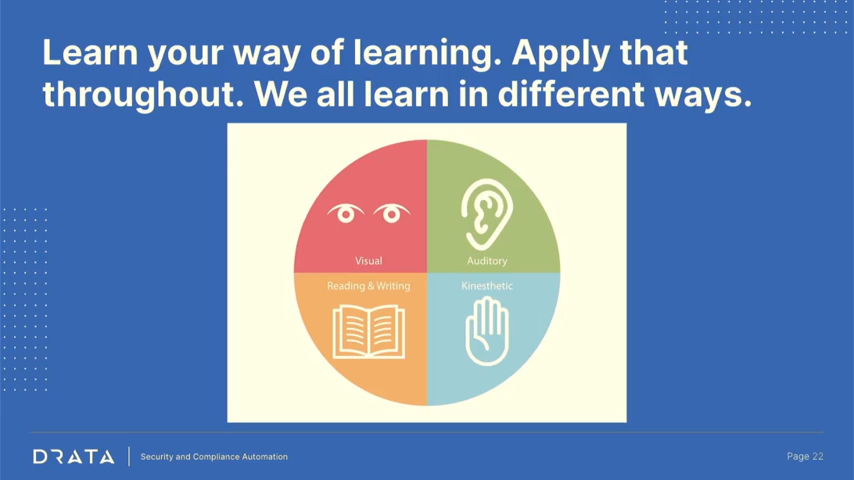 Learn your way of learning. Apply that
throughout. We all learn in different ways.
Visual
Auditory
Reading & Writing
Kinesthetic
DRATA
Security and Compliance Automation
Page 22